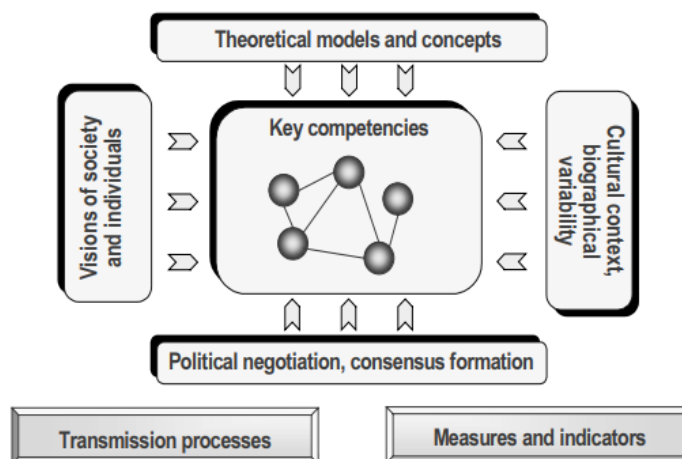 Theoretical models and concepts
Visions of society
and individuals
Key competencies
Cultural context,
biographical
variability
Political negotiation, consensus formation
Transmission processes
Measures and indicators